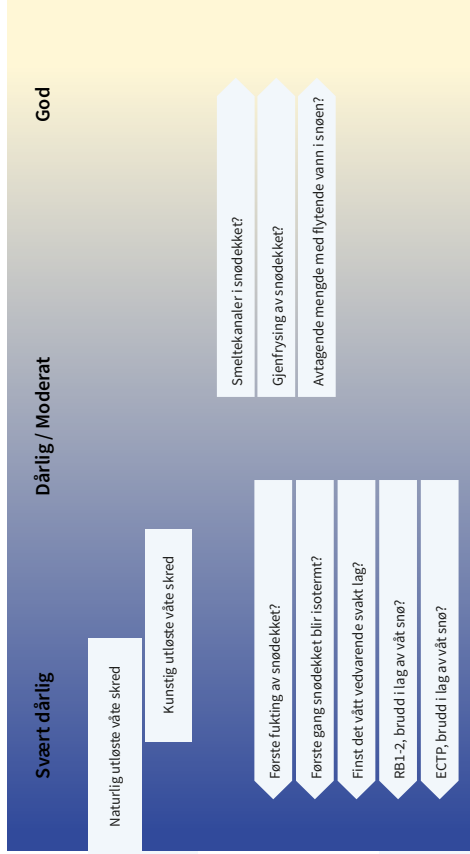 Svært dårlig
Dårlig / Moderat
God
Naturlig utløste våte skred
Kunstig utløste våte skred
Smeltekanaler i snødekket?
Gjenfrysing av snødekket?
Avtagende mengde med flytende vann i snøen?
Første fukting av snødekket?
Første gang snødekket blir isotermt?
Finst det vått vedvarende svakt lag?
RB1-2, brudd i lag av våt snø?
ECTP, brudd i lag av våt snø?